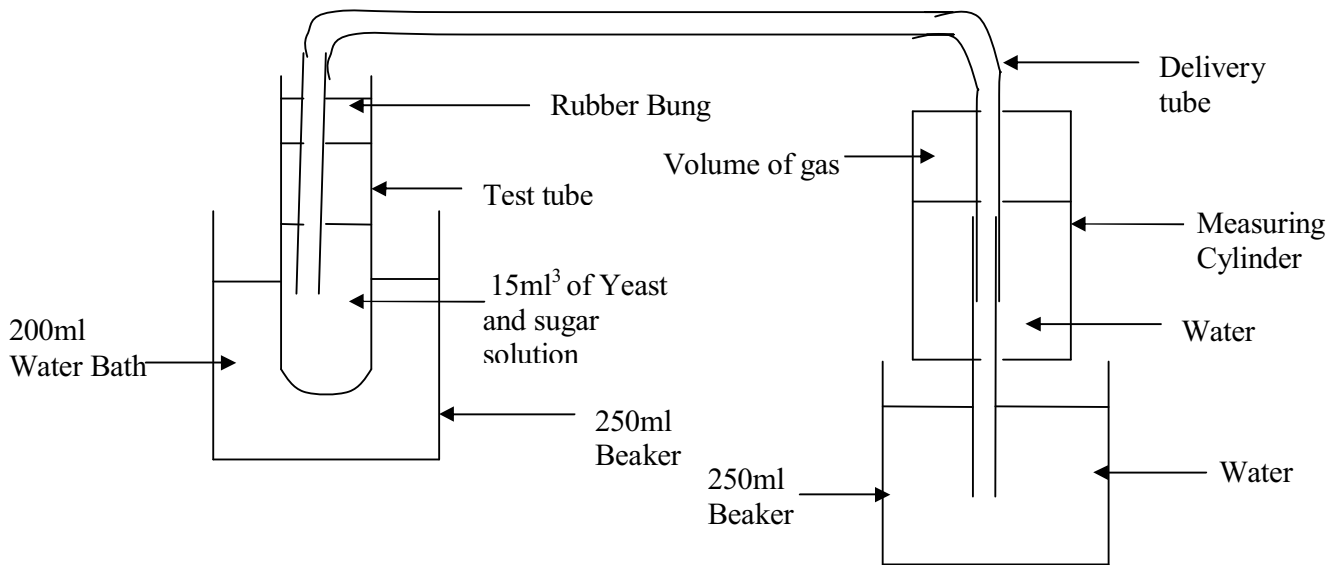 Delivery
tube
Rubber Bung
Volume of gas
Test tube
Measuring
Cylinder
15ml³ of Yeast
and sugar
solution
200ml
Water Bath
Water
250ml
Beaker
250ml
Beaker
Water